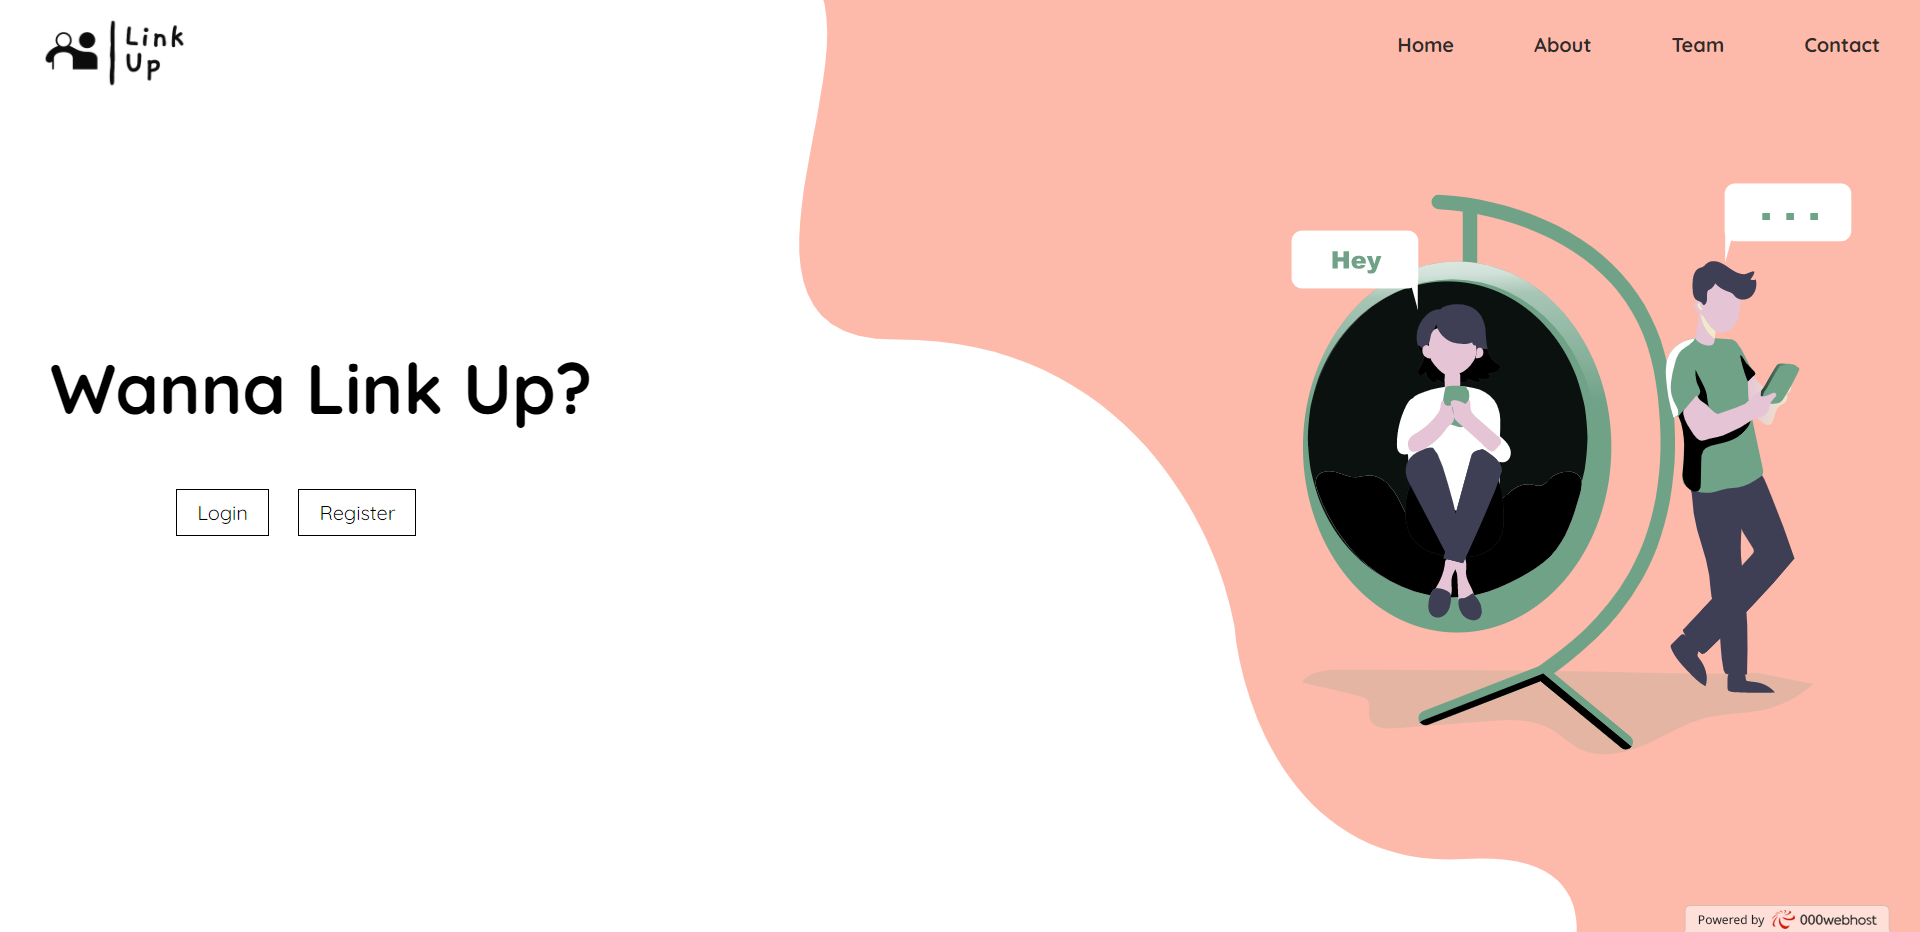 Link
Up
Home
About
Team
Contact
Hey
. . .
Wanna Link Up?
Login
Register
Powered by 000webhost